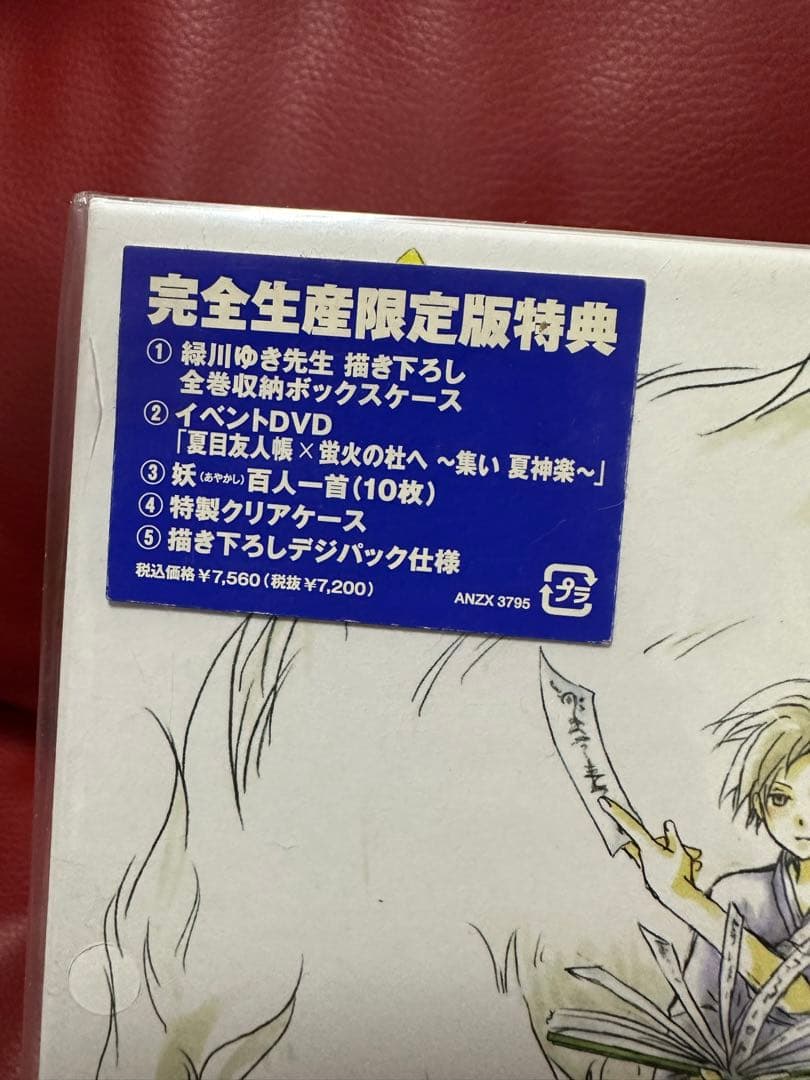 完全生産限定版特典
① 緑川ゆき先生 描き下ろし
全巻収納ボックスケース
② イベントDVD
「夏目友人帳×蛍火の杜へ ～集い 夏神楽～」
③ 妖(あやかし)百人一首(10枚)
④ 特製クリアケース
⑤ 描き下ろしデジパック仕様
税込価格￥7,560(税抜￥7,200)
ANZX 3795
プラ